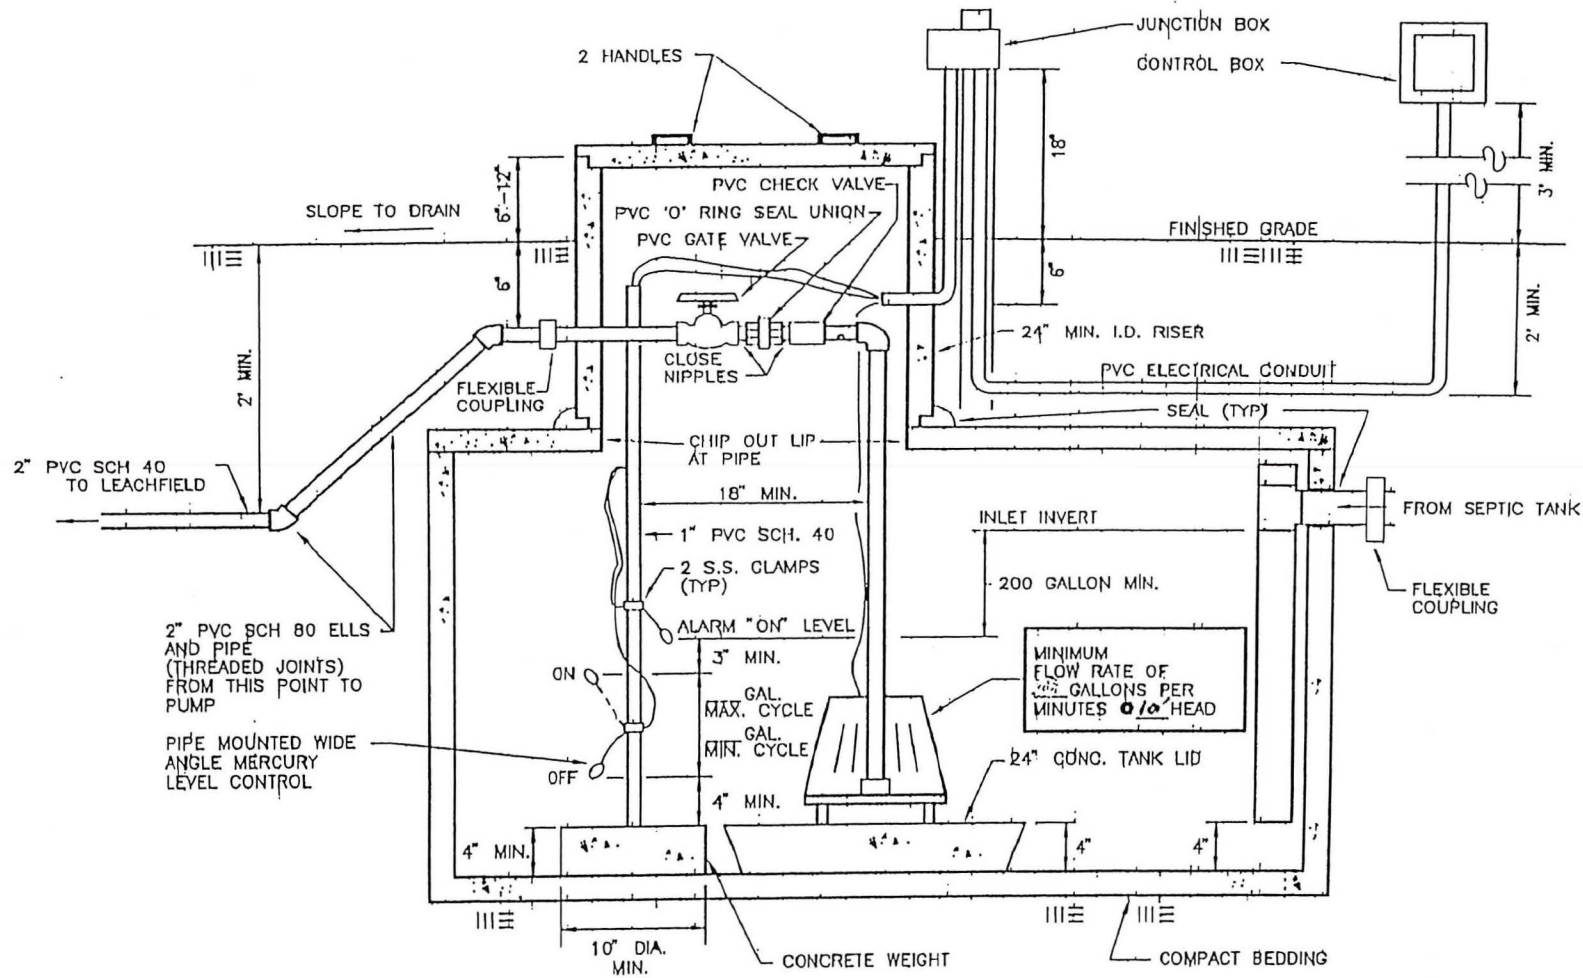 JUNCTION BOX
2 HANDLES
CONTROL BOX
18"
3' MIN.
6"-12"
PVC CHECK VALVE
SLOPE TO DRAIN
PVC 'O' RING SEAL UNION
PVC GATE VALVE
FINISHED GRADE
6"
6"
2' MIN.
24" MIN. I.D. RISER
2' MIN.
CLOSE
NIPPLES
PVC ELECTRICAL CONDUIT
FLEXIBLE
COUPLING
SEAL (TYP)
CHIP OUT LIP
AT PIPE
2" PVC SCH 40
TO LEACHFIELD
18" MIN.
INLET INVERT
FROM SEPTIC TANK
1" PVC SCH. 40
2 S.S. CLAMPS
(TYP)
200 GALLON MIN.
FLEXIBLE
COUPLING
ALARM "ON" LEVEL
2" PVC SCH 80 ELLS
AND PIPE
(THREADED JOINTS)
FROM THIS POINT TO
PUMP
3" MIN.
MINIMUM
FLOW RATE OF
GALLONS PER
MINUTES @ 10' HEAD
ON
GAL.
MAX. CYCLE
GAL.
MIN. CYCLE
PIPE MOUNTED WIDE
ANGLE MERCURY
LEVEL CONTROL
OFF
24" CONC. TANK LID
4" MIN.
4" MIN.
4"
4"
10" DIA.
MIN.
CONCRETE WEIGHT
COMPACT BEDDING